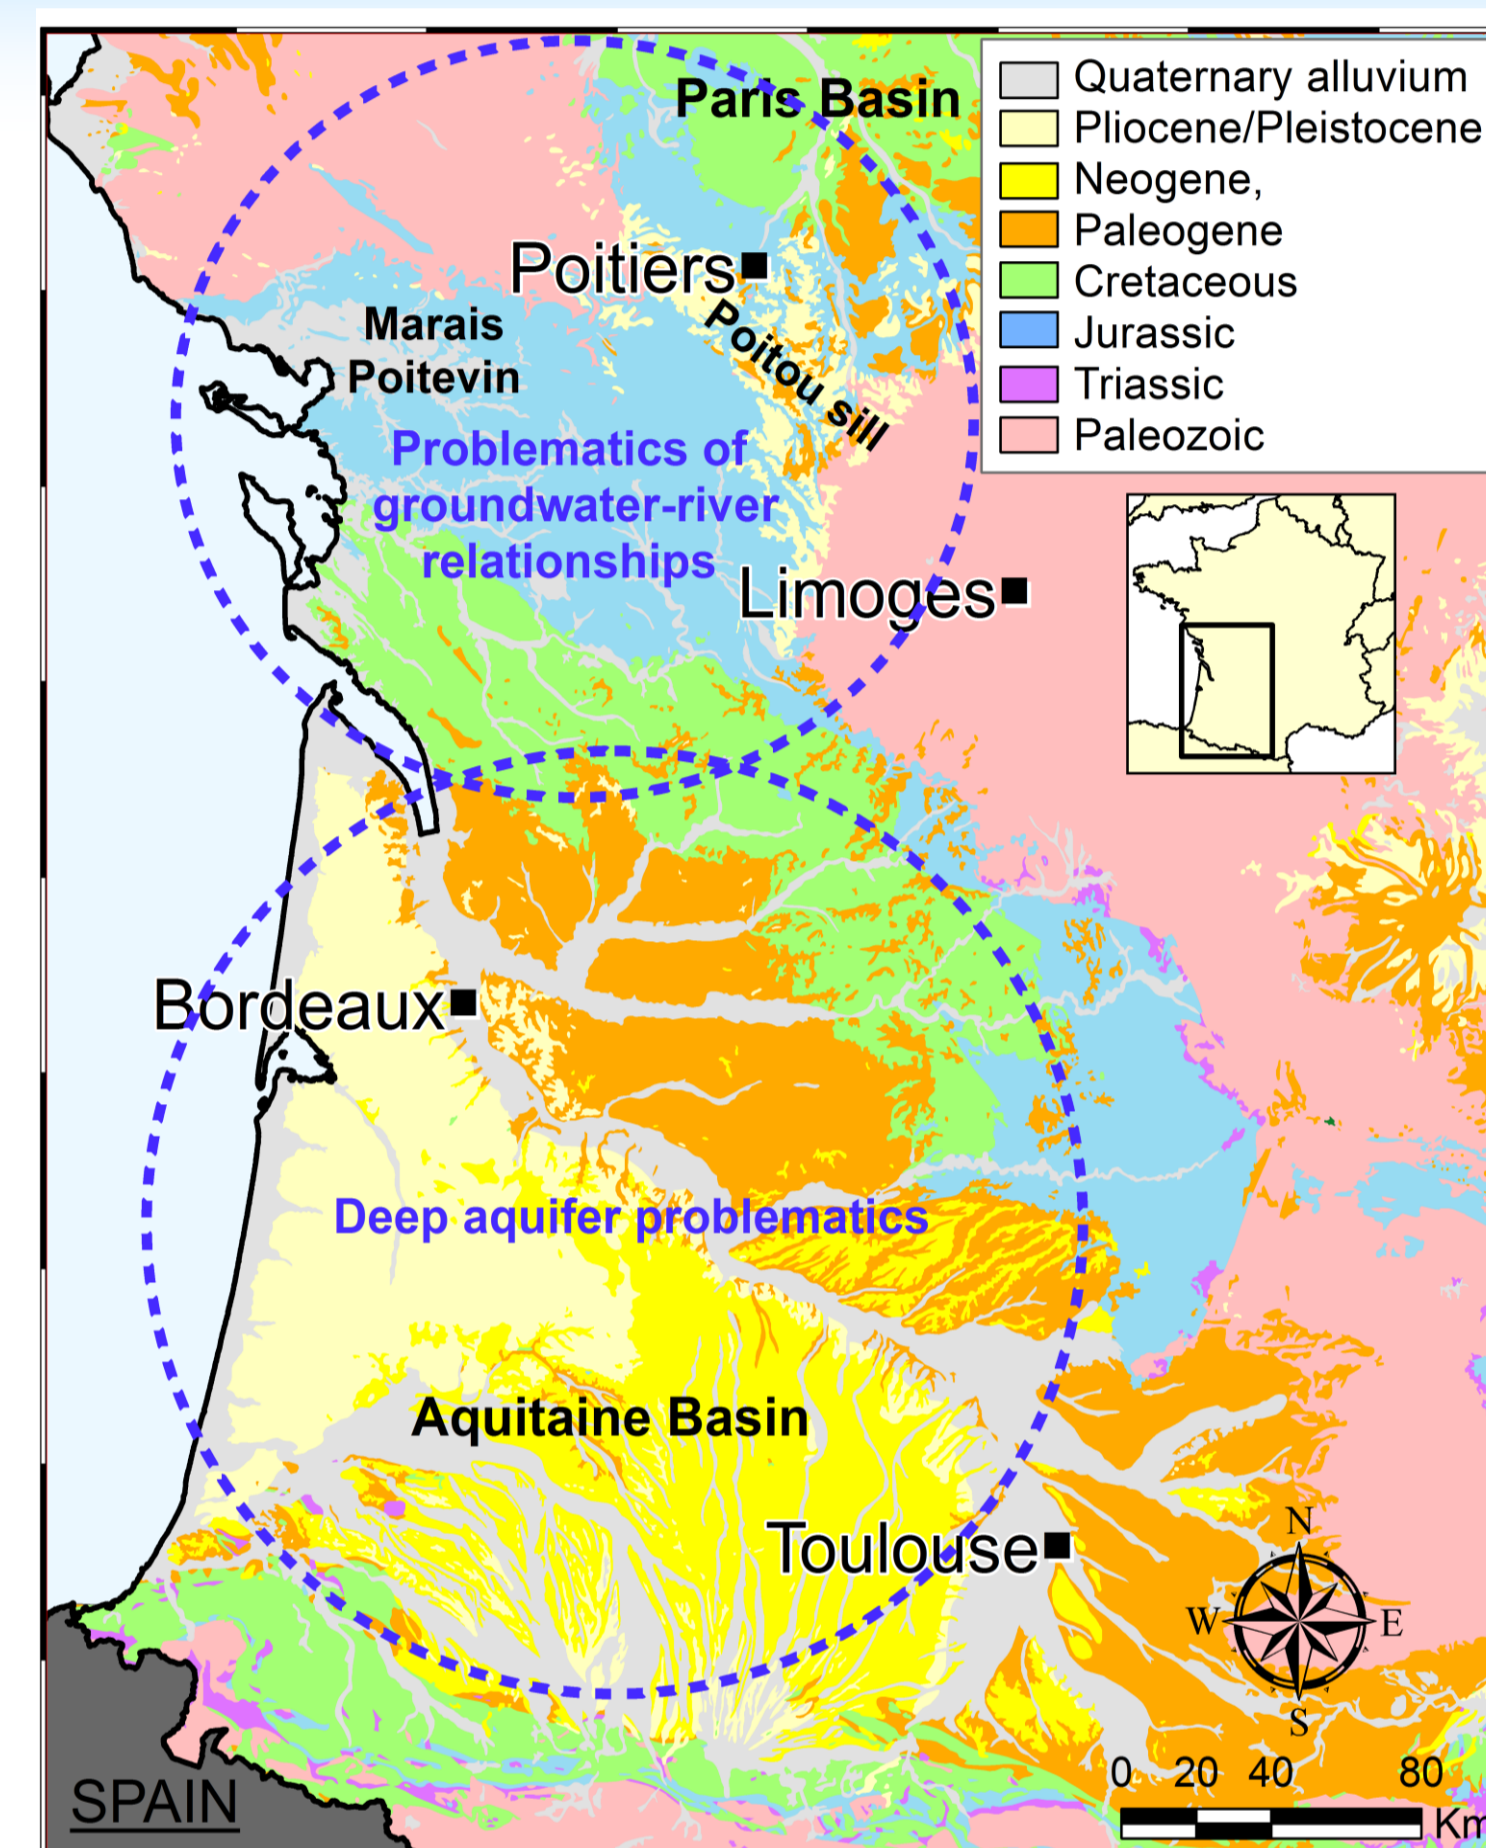 Paris Basin
Quaternary alluvium
Pliocene/Pleistocene
Neogene,
Paleogene
Cretaceous
Jurassic
Triassic
Paleozoic
Poitiers
Marais
Poitevin
Poitou sill
Problematics of
groundwater-river
relationships
Limoges
Bordeaux
Deep aquifer problematics
Aquitaine Basin
Toulouse
N
W
E
S
SPAIN
0 20 40 80
Km